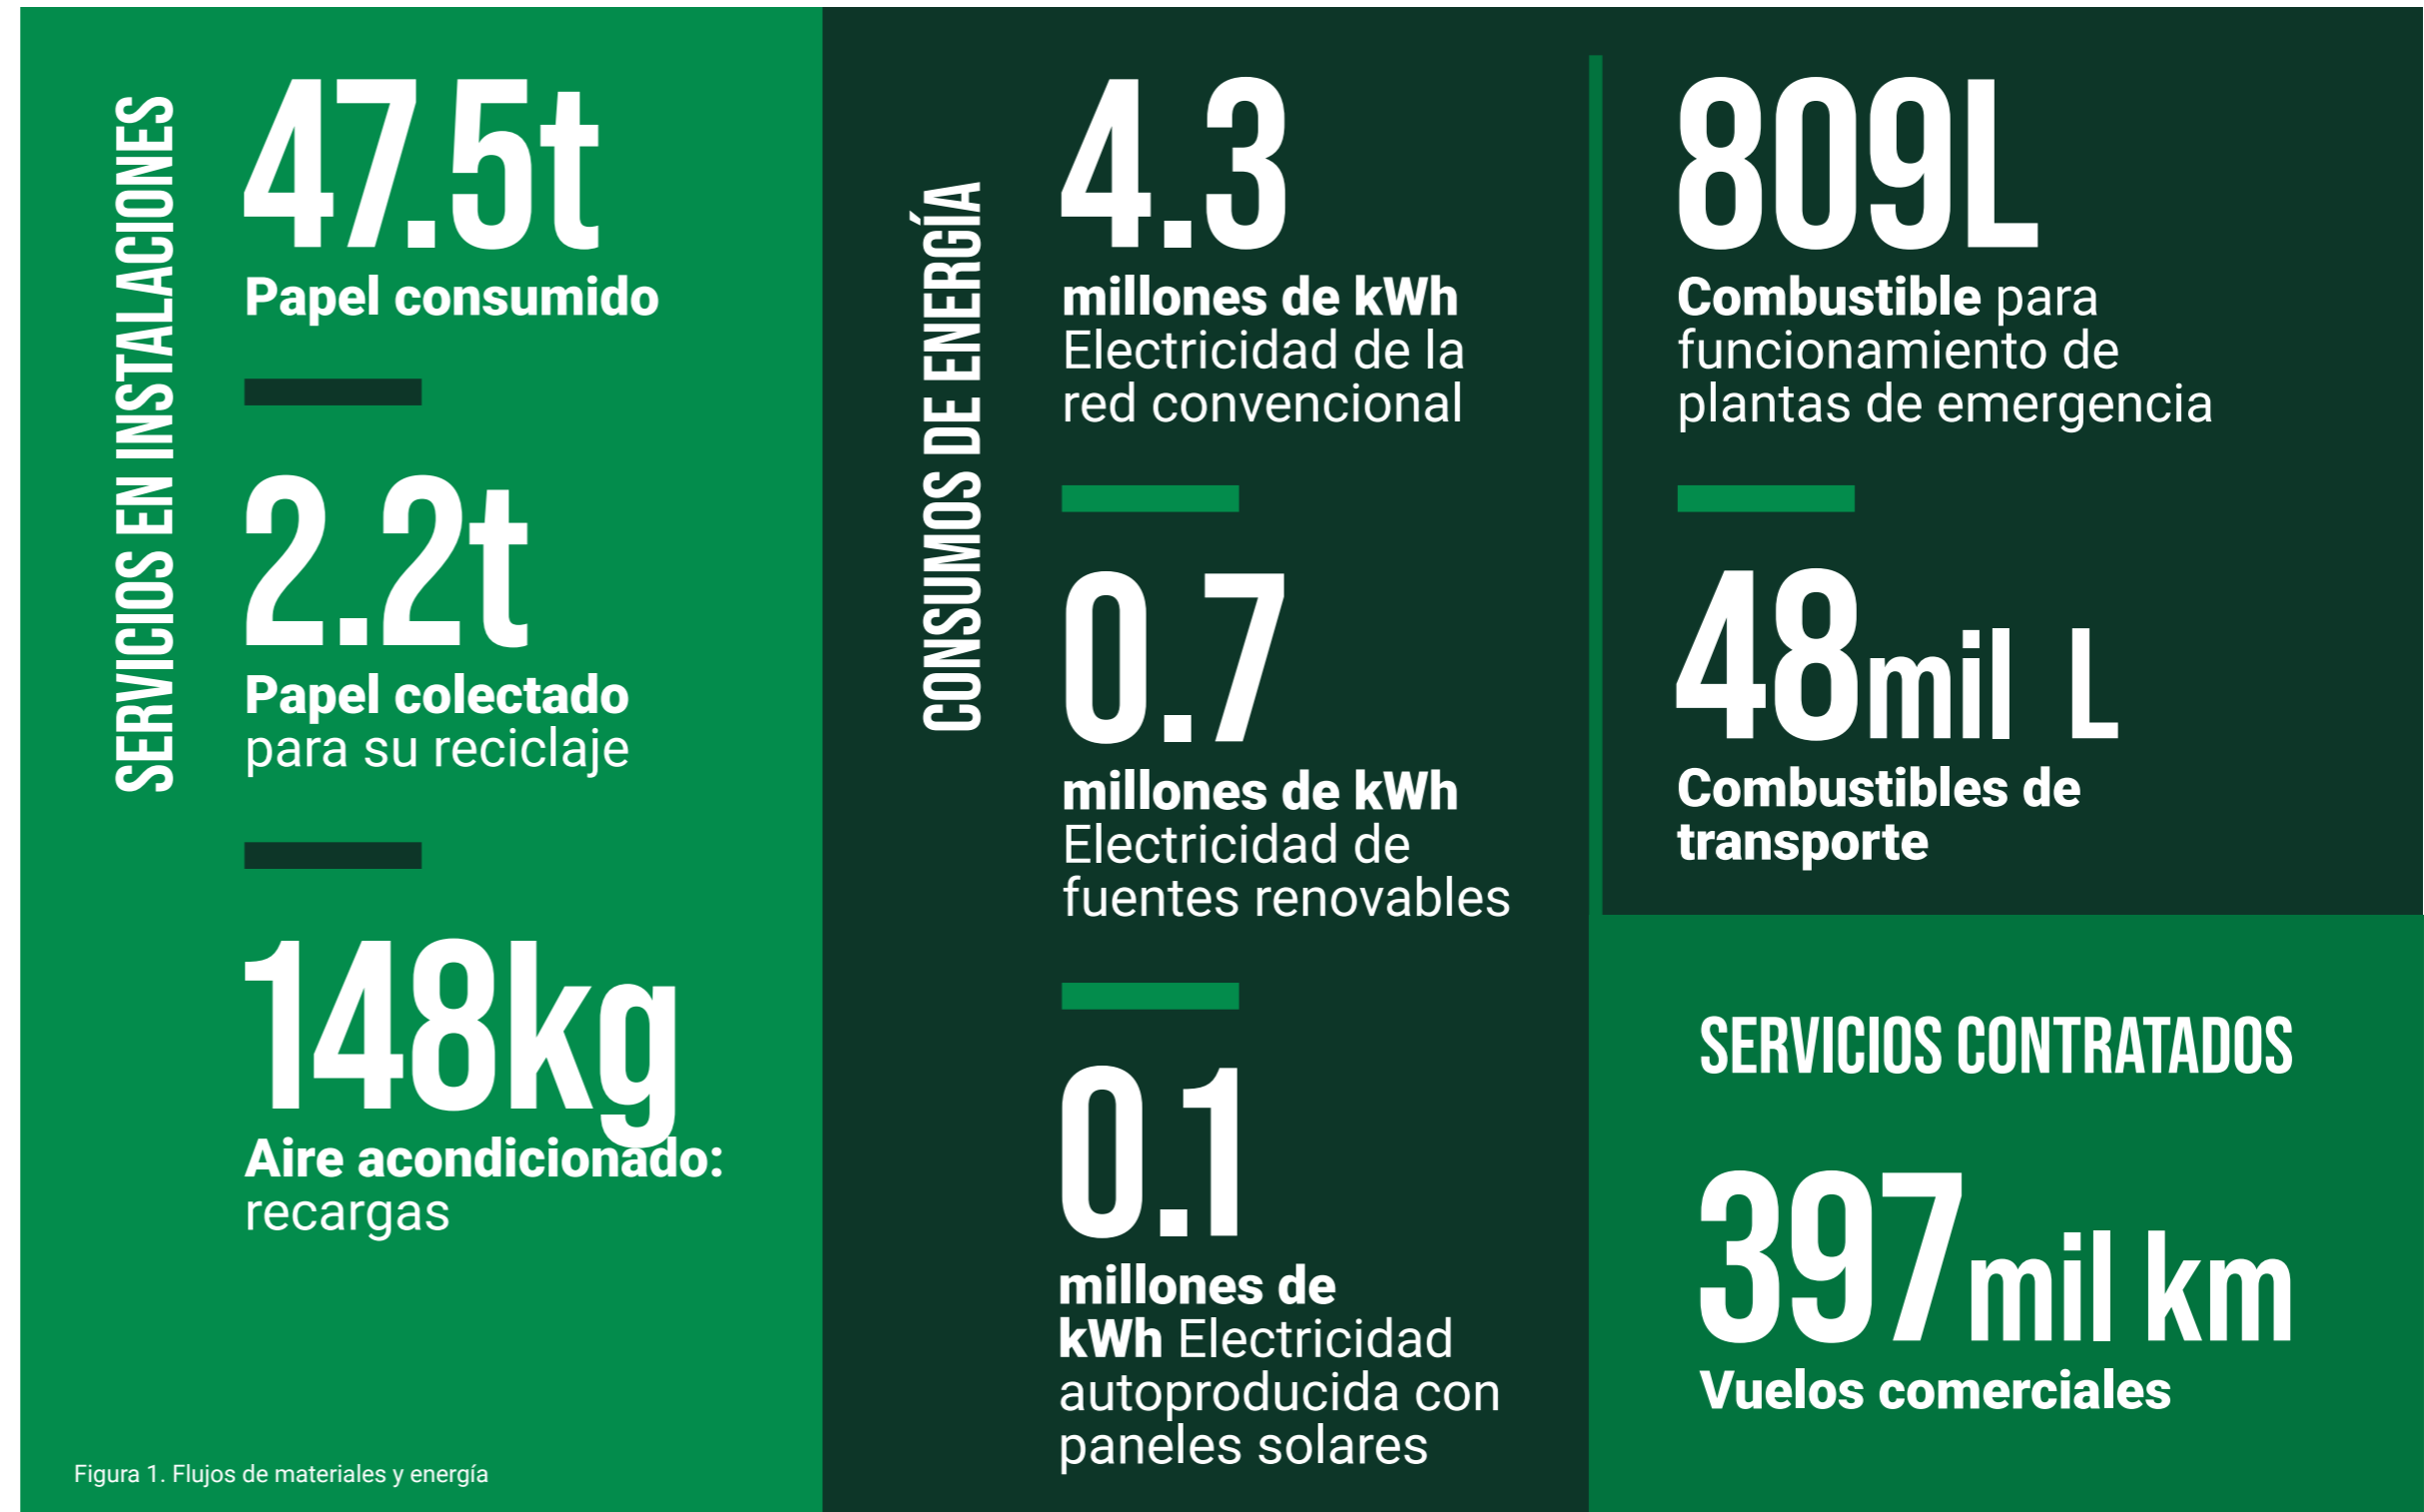 SERVICIOS EN INSTALACIONES
47.5t
Papel consumido
2.2t
Papel colectado
para su reciclaje
148kg
Aire acondicionado:
recargas
Figura 1. Flujos de materiales y energía
CONSUMOS DE ENERGÍA
4.3
millones de kWh
Electricidad de la
red convencional
0.7
millones de kWh
Electricidad de
fuentes renovables
0.1
millones de
kWh Electricidad
autoproducida con
paneles solares
809L
Combustible para
funcionamiento de
plantas de emergencia
48mil L
Combustibles de
transporte
SERVICIOS CONTRATADOS
397mil km
Vuelos comerciales